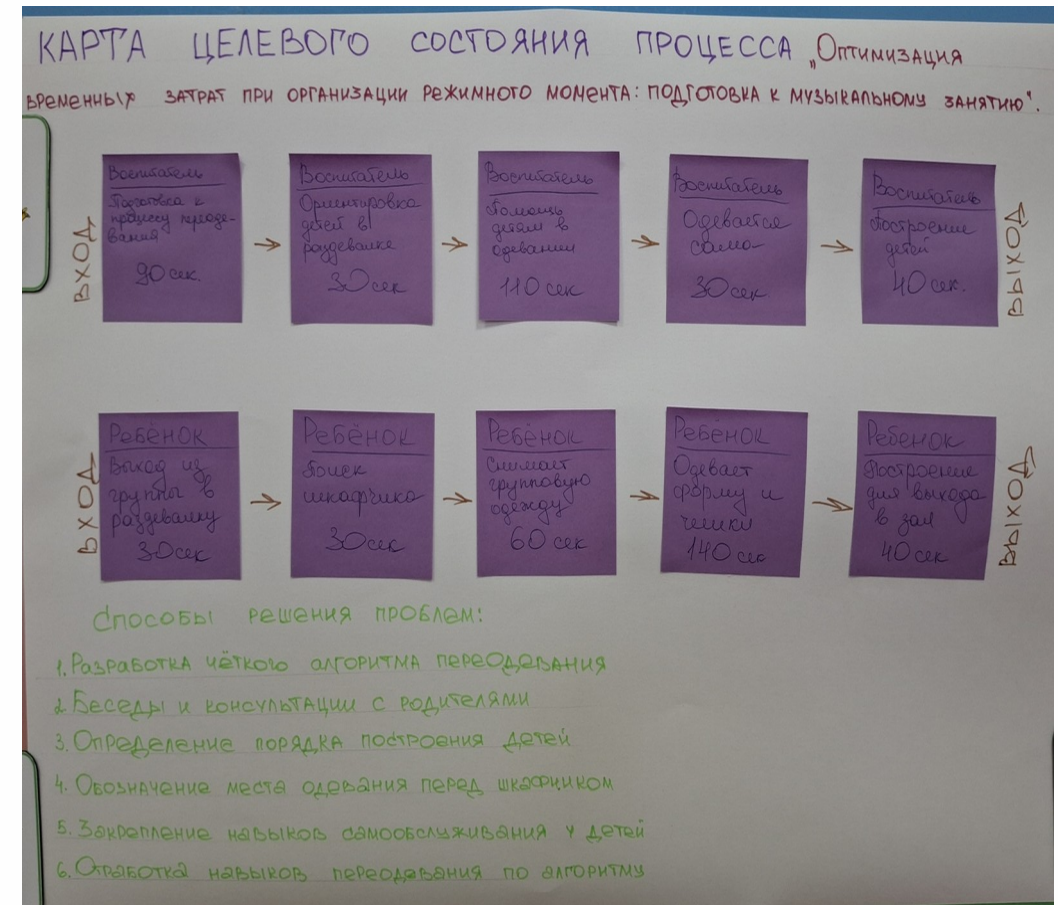 КАРТА ЦЕЛЕВОГО СОСТОЯНИЯ ПРОЦЕССА „Оптимизация
временных затрат при организации режимного момента: подготовка к музыкальному занятию".
ВХОД
Воспитатель
Подготовка к
процессу переоде-
вания
90 сек.
Воспитатель
Ориентировка
детей в
раздевалке
30 сек
Воспитатель
Помощь
детям в
одевании
110 сек
Воспитатель
Одевается
сама
30 сек.
Воспитатель
Построение
детей
40 сек.
ВЫХОД
ВХОД
Ребёнок
Выход из
группы в
раздевалку
30 сек
Ребёнок
Поиск
шкафчика
30 сек
Ребёнок
Снимает
групповую
одежду
60 сек
Ребёнок
Одевает
форму и
чешки
140 сек
Ребенок
Построение
для выхода
в зал
40 сек
ВЫХОД
Способы решения проблем:
1. Разработка чёткого алгоритма переодевания
2. Беседы и консультации с родителями
3. Определение порядка построения детей
4. Обозначение места одевания перед шкафчиком
5. Закрепление навыков самообслуживания у детей
6. Отработка навыков переодевания по алгоритму